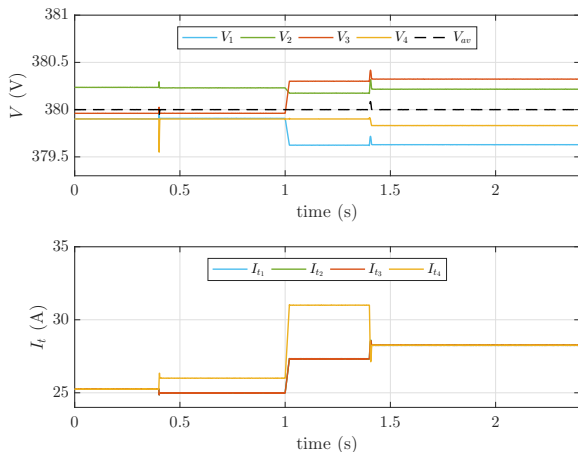 381
V₁ V₂ V₃ V₄ Vₐᵥ
380.5
V (V)
380
379.5
0 0.5 1 1.5 2
time (s)
35
Iₜ₁ Iₜ₂ Iₜ₃ Iₜ₄
Iₜ (A)
30
25
0 0.5 1 1.5 2
time (s)